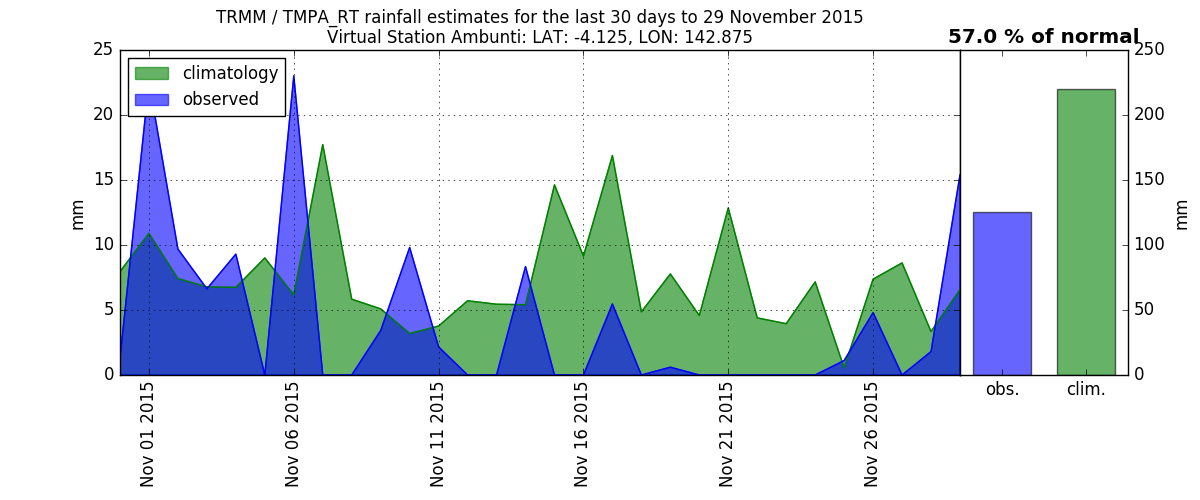 TRMM / TMPA_RT rainfall estimates for the last 30 days to 29 November 2015
Virtual Station Ambunti: LAT: -4.125, LON: 142.875
57.0 % of normal
climatology
observed
25
20
15
10
5
0
mm
Nov 01 2015
Nov 06 2015
Nov 11 2015
Nov 16 2015
Nov 21 2015
Nov 26 2015
250
200
150
100
50
0
mm
obs.
clim.